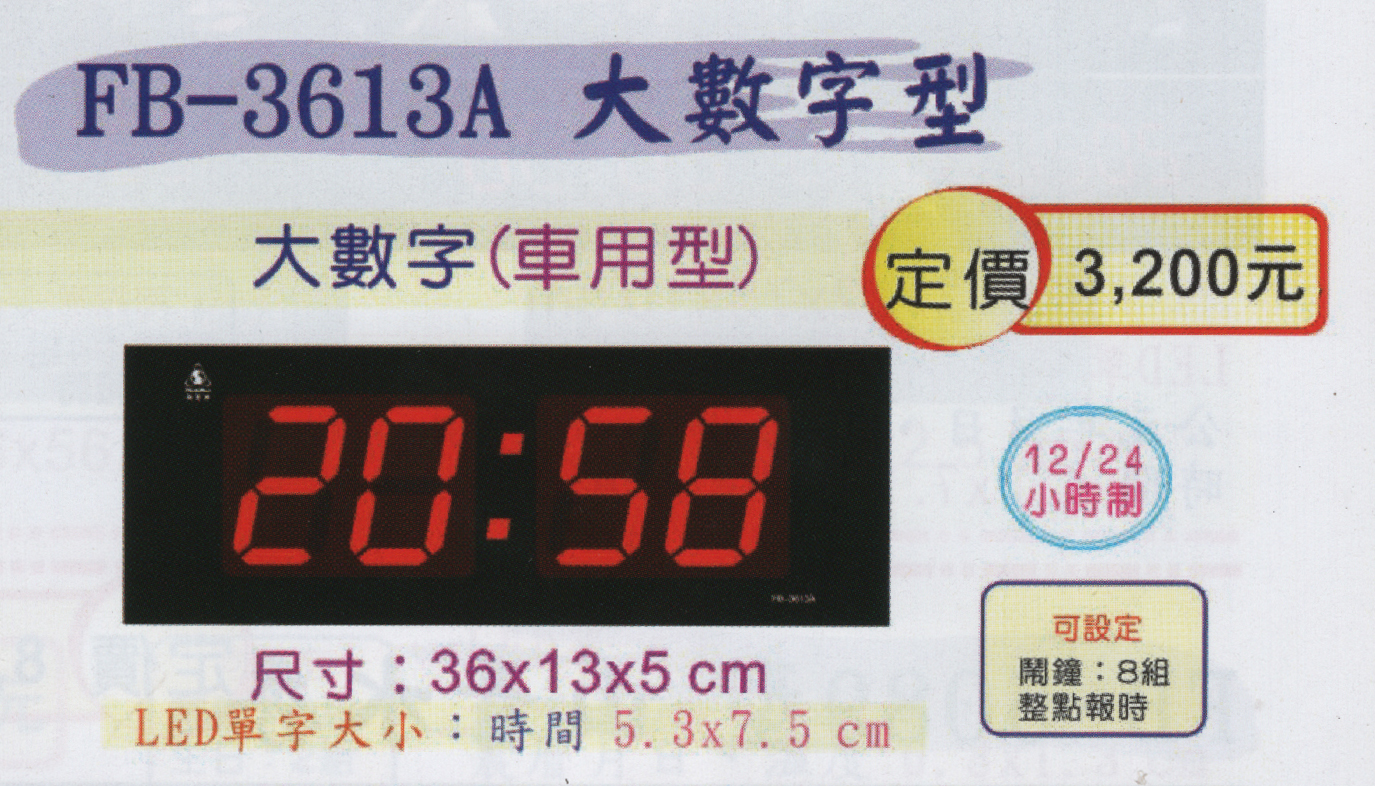 FB-3613A 大數字型
大數字(車用型)
定價 3,200元
20:58
FB-3613A
12/24
小時制
尺寸：36x13x5 cm
LED單字大小：時間 5.3x7.5 cm
可設定
鬧鐘：8組
整點報時